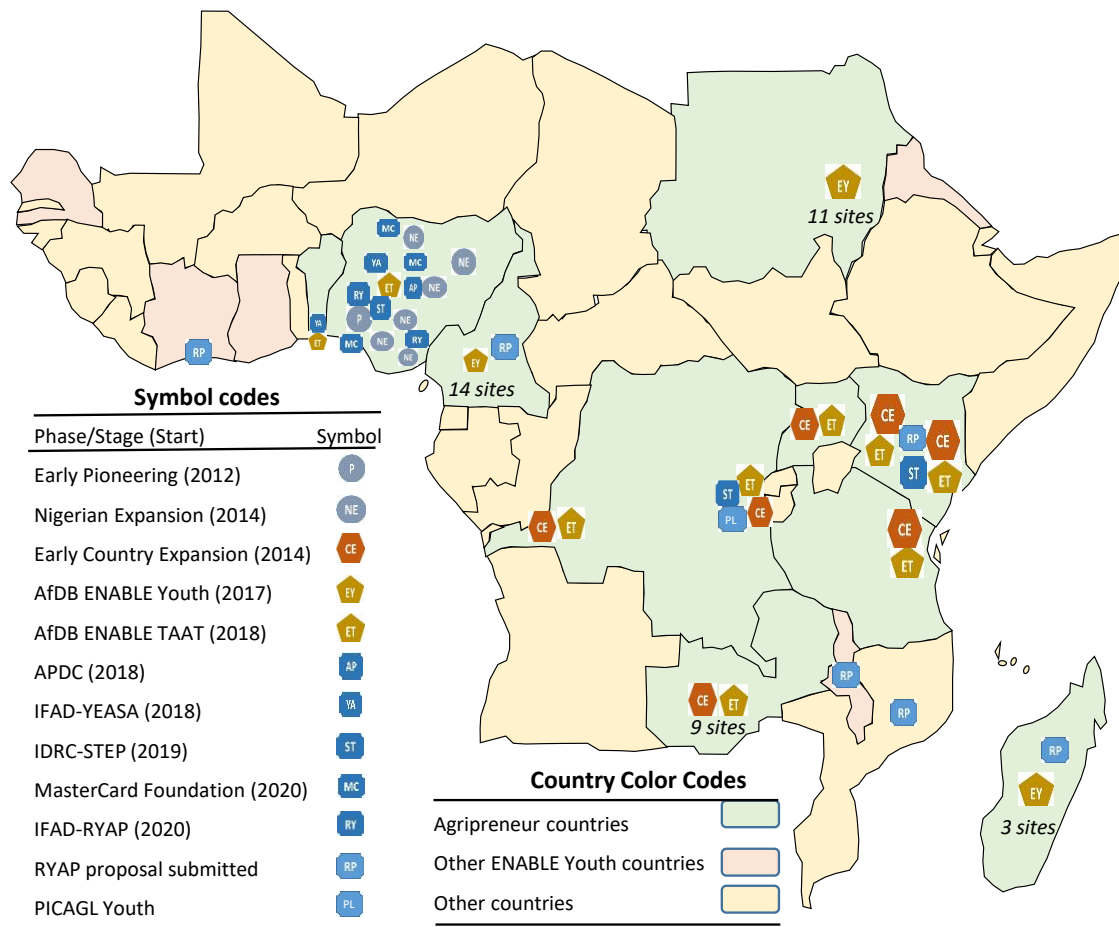 MC
NE
YA
MC
NE
ET
AP
NE
RY
ST
P
NE
YA
ET
MC
NE
RY
NE
EY
11 sites
RP
EY
RP
14 sites
CE
ET
CE
RP
CE
ET
ST
ET
ET
ST
PL
CE
CE
ET
CE
ET
RP
CE
ET
9 sites
RP
RP
EY
3 sites
Symbol codes
Phase/Stage (Start) Symbol
Early Pioneering (2012) P
Nigerian Expansion (2014) NE
Early Country Expansion (2014) CE
AfDB ENABLE Youth (2017) EY
AfDB ENABLE TAAT (2018) ET
APDC (2018) AP
IFAD-YEASA (2018) YA
IDRC-STEP (2019) ST
MasterCard Foundation (2020) MC
IFAD-RYAP (2020) RY
RYAP proposal submitted RP
PICAGL Youth PL
Country Color Codes
Agripreneur countries
Other ENABLE Youth countries
Other countries